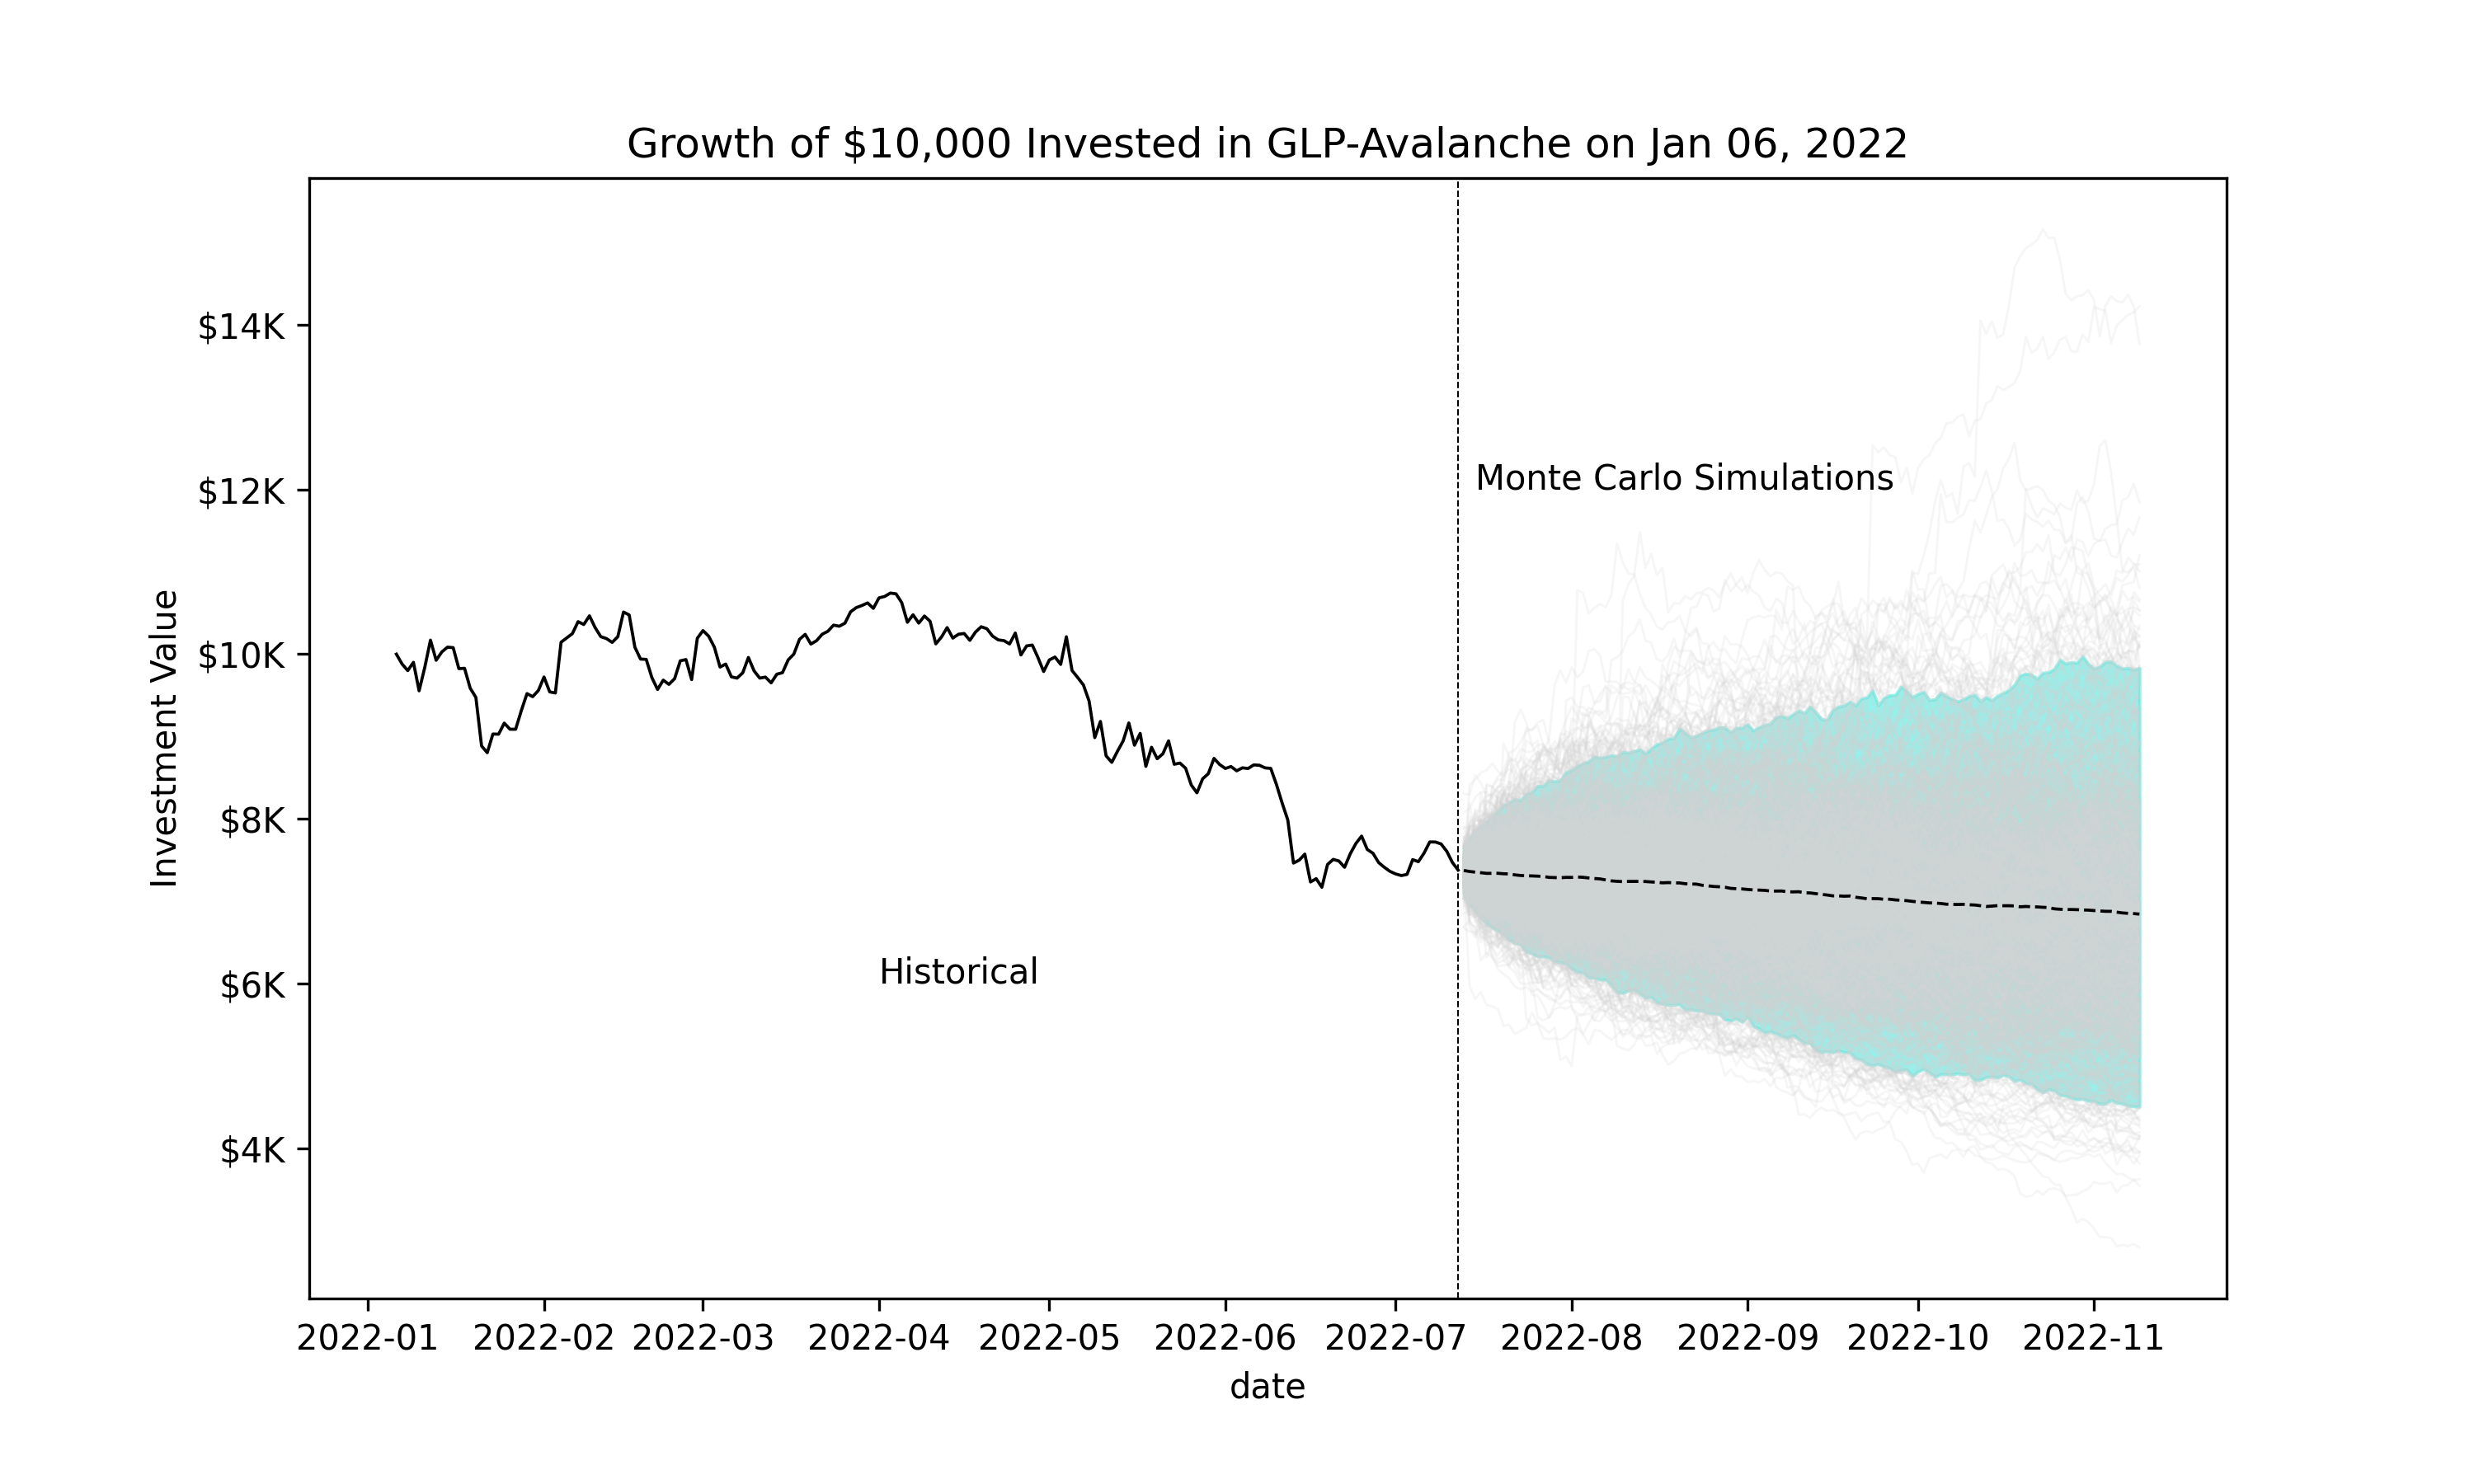 Growth of $10,000 Invested in GLP-Avalanche on Jan 06, 2022
Investment Value
$14K
$12K
$10K
$8K
$6K
$4K
Monte Carlo Simulations
Historical
2022-01 2022-02 2022-03 2022-04 2022-05 2022-06 2022-07 2022-08 2022-09 2022-10 2022-11
date